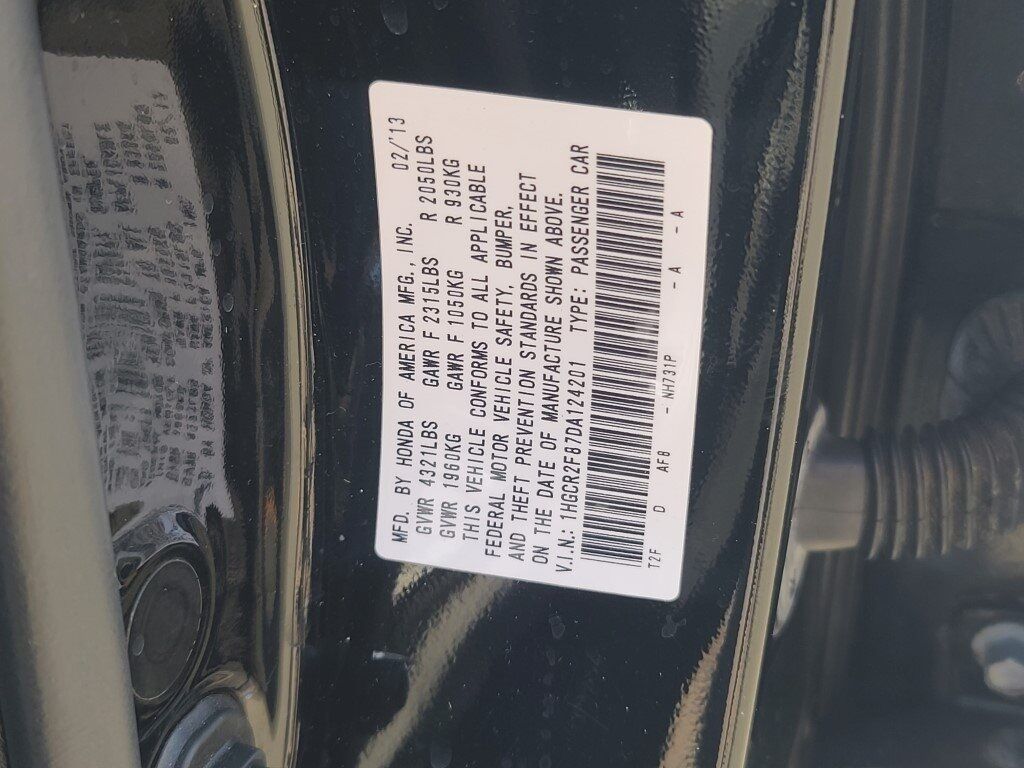 MFD. BY HONDA OF AMERICA MFG., INC. 02/'13
GVWR 4321LBS GAWR F 2315LBS R 2050LBS
GVWR 1960KG GAWR F 1050KG R 930KG
THIS VEHICLE CONFORMS TO ALL APPLICABLE
FEDERAL MOTOR VEHICLE SAFETY, BUMPER,
AND THEFT PREVENTION STANDARDS IN EFFECT
ON THE DATE OF MANUFACTURE SHOWN ABOVE.
V.I.N.: 1HGCR2F87DA124201 TYPE: PASSENGER CAR
T2F D AF8 - NH731P - A - A